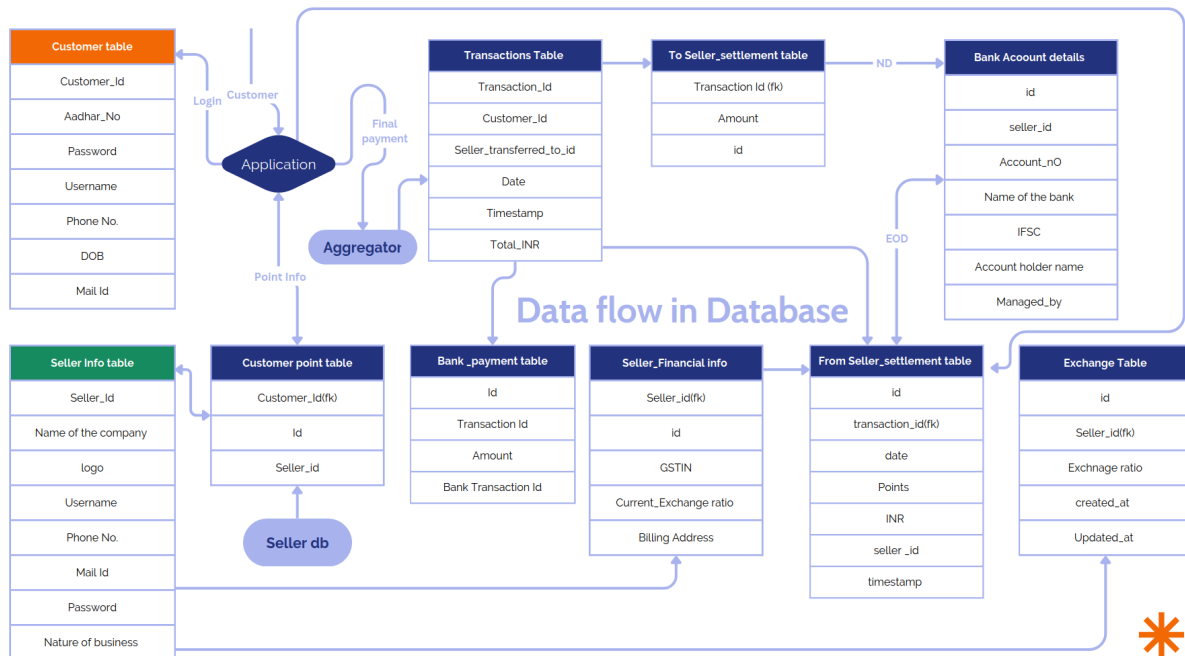 Customer table
Customer_Id
Aadhar_No
Password
Username
Phone No.
DOB
Mail Id
Login
Customer
Application
Final
payment
Aggregator
Point Info
Transactions Table
Transaction_Id
Customer_Id
Seller_transferred_to_id
Date
Timestamp
Total_INR
To Seller_settlement table
Transaction Id (fk)
Amount
id
ND
Bank Acoount details
id
seller_id
Account_nO
Name of the bank
IFSC
Account holder name
Managed_by
EOD
Data flow in Database
Seller Info table
Seller_Id
Name of the company
logo
Username
Phone No.
Mail Id
Password
Nature of business
Customer point table
Customer_Id(fk)
Id
Seller_id
Seller db
Bank _payment table
Id
Transaction Id
Amount
Bank Transaction Id
Seller_Financial info
Seller_id(fk)
id
GSTIN
Current_Exchange ratio
Billing Address
From Seller_settlement table
id
transaction_id(fk)
date
Points
INR
seller _id
timestamp
Exchange Table
id
Seller_id(fk)
Exchnage ratio
created_at
Updated_at